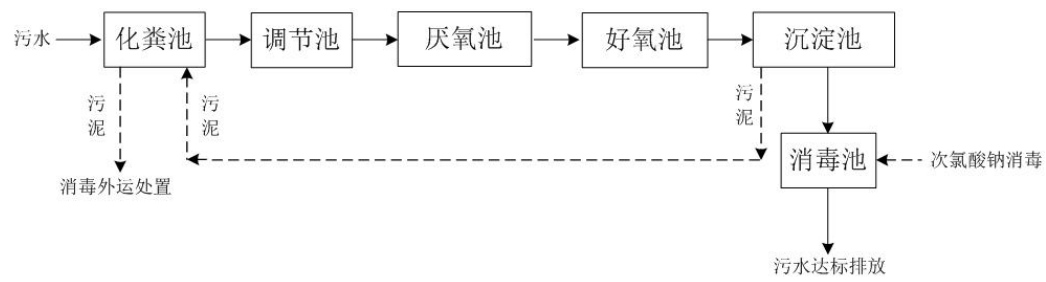 污水
化粪池
调节池
厌氧池
好氧池
沉淀池
污泥
污泥
污泥
消毒池
次氯酸钠消毒
消毒外运处置
污水达标排放